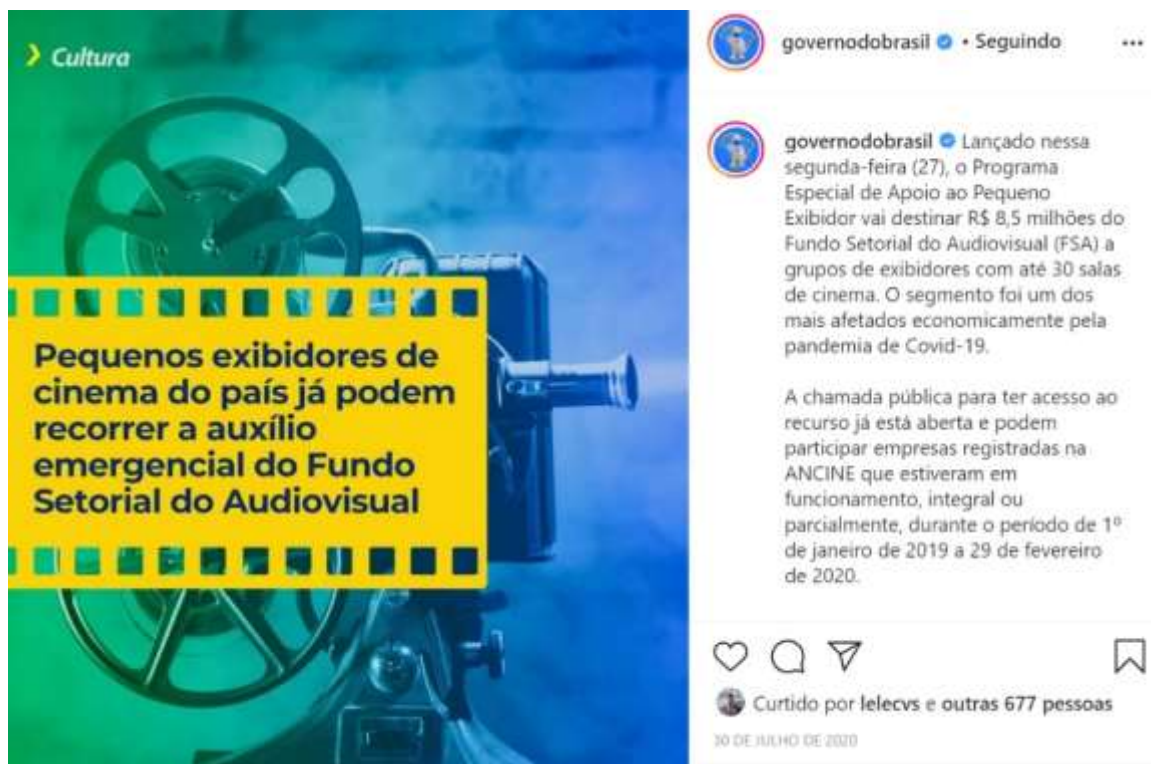 Cultura
Pequenos exibidores de
cinema do país já podem
recorrer a auxílio
emergencial do Fundo
Setorial do Audiovisual
governodobrasil • Seguindo
governodobrasil Lançado nessa
segunda-feira (27), o Programa
Especial de Apoio ao Pequeno
Exibidor vai destinar R$ 8,5 milhões do
Fundo Setorial do Audiovisual (FSA) a
grupos de exibidores com até 30 salas
de cinema. O segmento foi um dos
mais afetados economicamente pela
pandemia de Covid-19.
A chamada pública para ter acesso ao
recurso já está aberta e podem
participar empresas registradas na
ANCINE que estiveram em
funcionamento, integral ou
parcialmente, durante o período de 1º
de janeiro de 2019 a 29 de fevereiro
de 2020.
Curtido por lelecvs e outras 677 pessoas
30 DE JULHO DE 2020